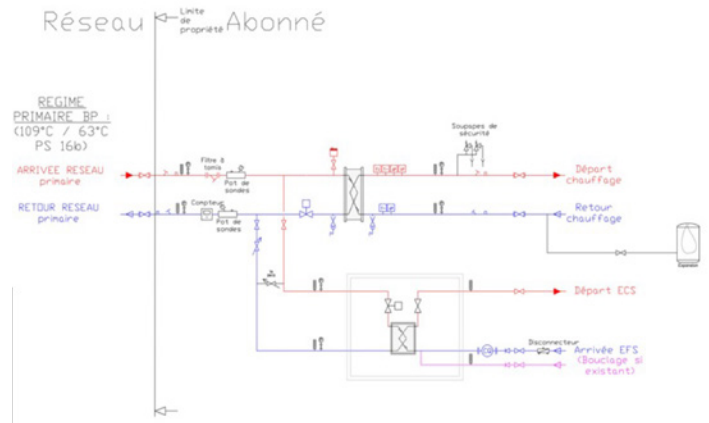 Réseau
Abonné
Limite
de
propriété
REGIME
PRIMAIRE BP :
(109°C / 63°C
PS 16b)
Soupapes de
sécurité
Filtre à
tamis
ARRIVEE RESEAU
primaire
Pot de
sondes
Départ
chauffage
RETOUR RESEAU
primaire
Compteur
Pot de
sondes
Retour
chauffage
Expansion
Départ ECS
Disconnecteur
Arrivée EFS
(Bouclage si
existant)